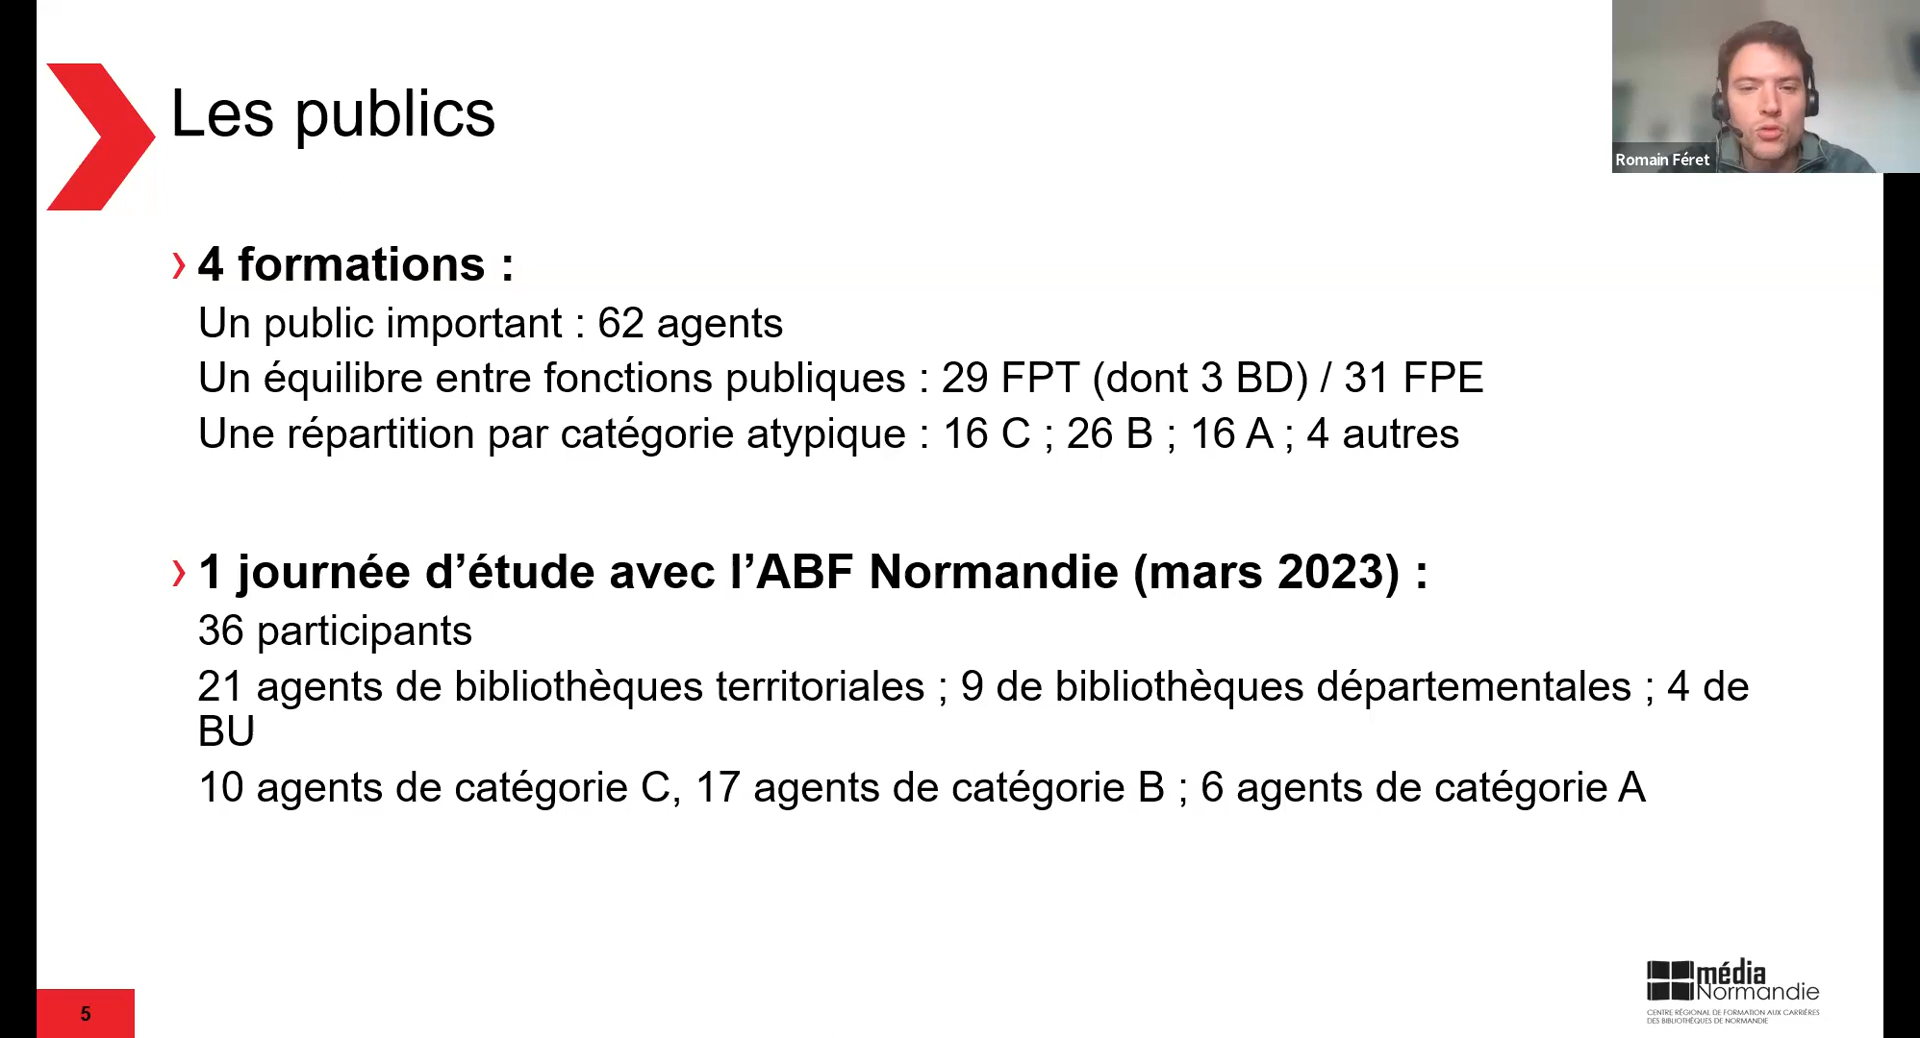 Les publics
Romain Féret
› 4 formations :
Un public important : 62 agents
Un équilibre entre fonctions publiques : 29 FPT (dont 3 BD) / 31 FPE
Une répartition par catégorie atypique : 16 C ; 26 B ; 16 A ; 4 autres
› 1 journée d’étude avec l’ABF Normandie (mars 2023) :
36 participants
21 agents de bibliothèques territoriales ; 9 de bibliothèques départementales ; 4 de
BU
10 agents de catégorie C, 17 agents de catégorie B ; 6 agents de catégorie A
5
média
Normandie
CENTRE RÉGIONAL DE FORMATION AUX CARRIÈRES
DES BIBLIOTHÈQUES DE NORMANDIE